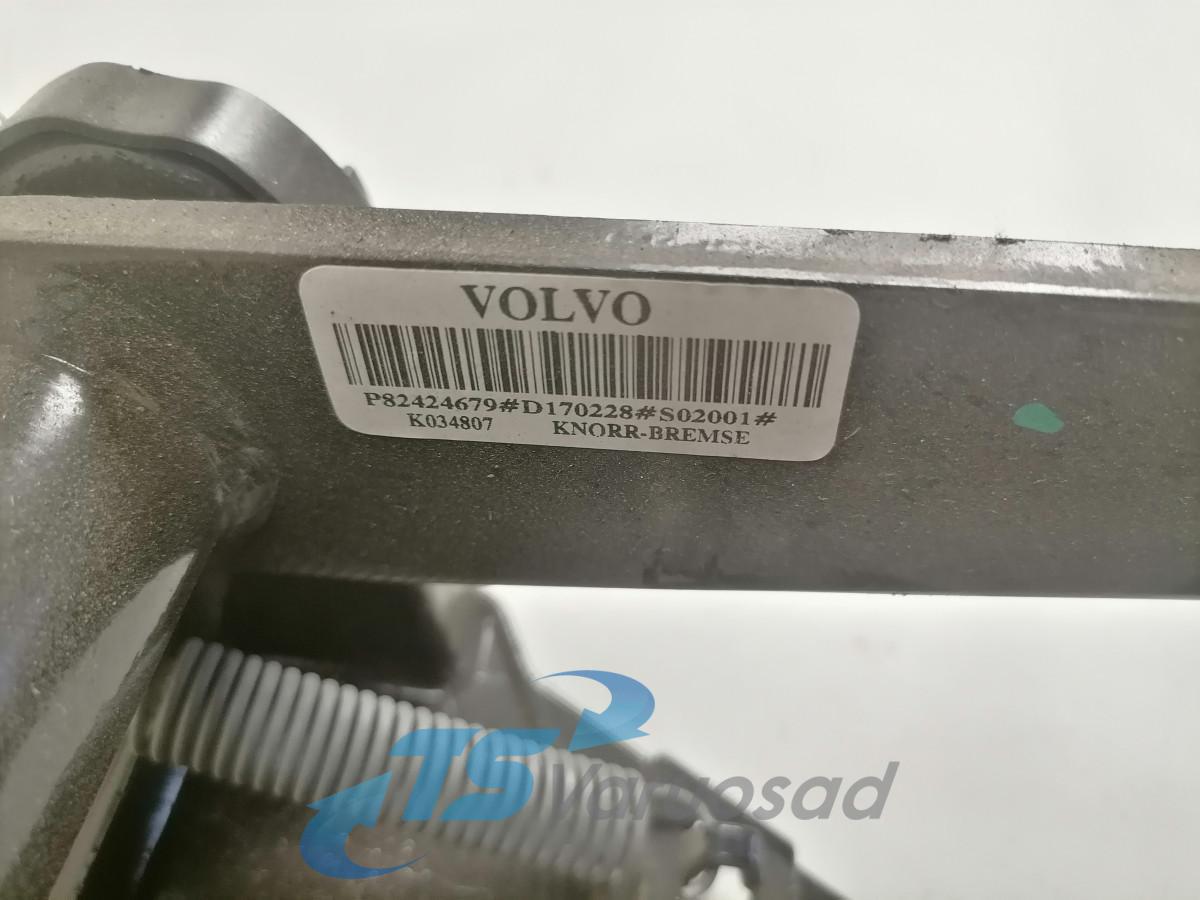 VOLVO
P82424679#D170228#S02001#
K034807 KNORR-BREMSE
TS Varuosad